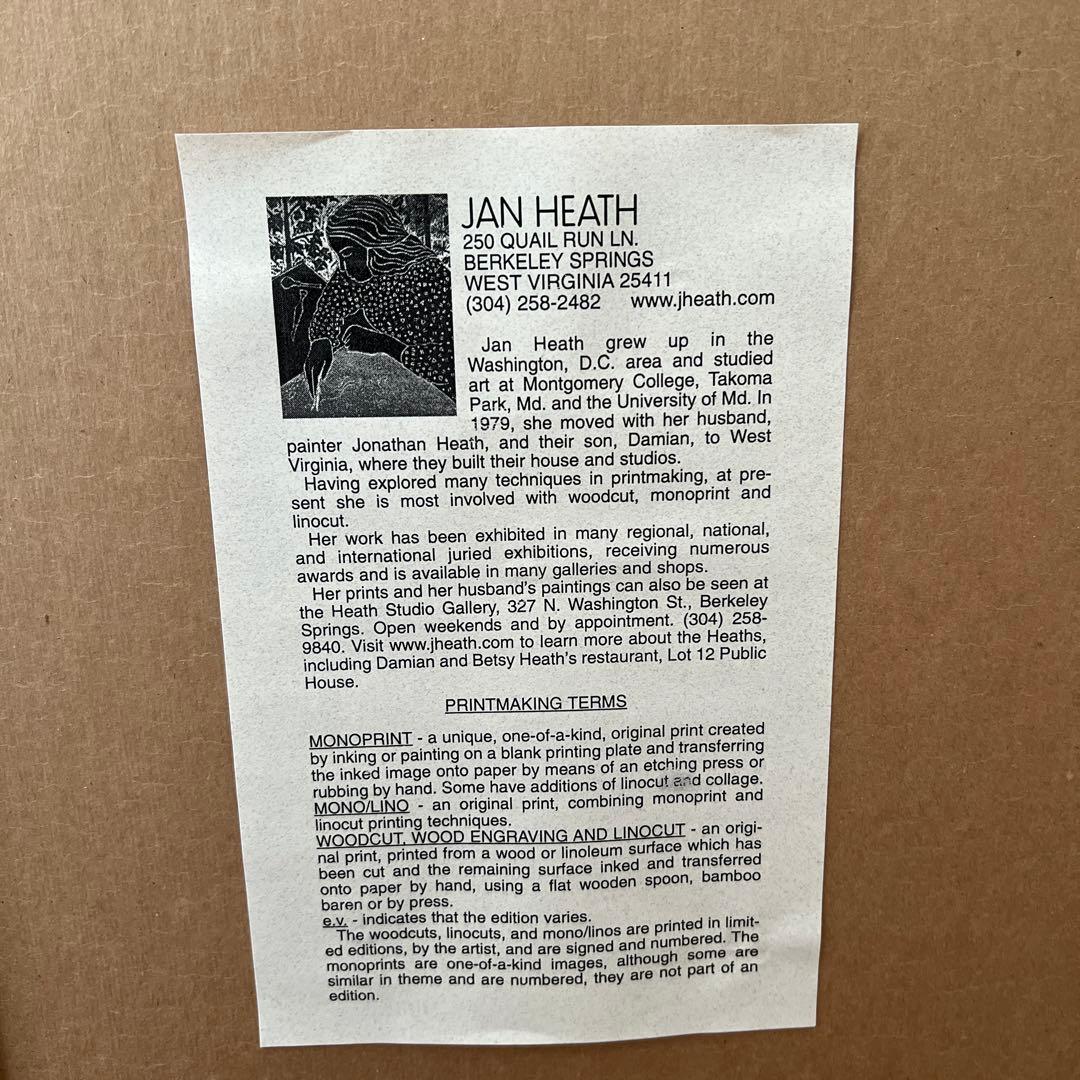 JAN HEATH
250 QUAIL RUN LN.
BERKELEY SPRINGS
WEST VIRGINIA 25411
(304) 258-2482 www.jheath.com
Jan Heath grew up in the
Washington, D.C. area and studied
art at Montgomery College, Takoma
Park, Md. and the University of Md. In
1979, she moved with her husband,
painter Jonathan Heath, and their son, Damian, to West
Virginia, where they built their house and studios.
Having explored many techniques in printmaking, at pre-
sent she is most involved with woodcut, monoprint and
linocut.
Her work has been exhibited in many regional, national,
and international juried exhibitions, receiving numerous
awards and is available in many galleries and shops.
Her prints and her husband's paintings can also be seen at
the Heath Studio Gallery, 327 N. Washington St., Berkeley
Springs. Open weekends and by appointment. (304) 258-
9840. Visit www.jheath.com to learn more about the Heaths,
including Damian and Betsy Heath's restaurant, Lot 12 Public
House.
PRINTMAKING TERMS
MONOPRINT - a unique, one-of-a-kind, original print created
by inking or painting on a blank printing plate and transferring
the inked image onto paper by means of an etching press or
rubbing by hand. Some have additions of linocut and collage.
MONO/LINO - an original print, combining monoprint and
linocut printing techniques.
WOODCUT, WOOD ENGRAVING AND LINOCUT - an origi-
nal print, printed from a wood or linoleum surface which has
been cut and the remaining surface inked and transferred
onto paper by hand, using a flat wooden spoon, bamboo
baren or by press.
e.v. - indicates that the edition varies.
The woodcuts, linocuts, and mono/linos are printed in limit-
ed editions, by the artist, and are signed and numbered. The
monoprints are one-of-a-kind images, although some are
similar in theme and are numbered, they are not part of an
edition.